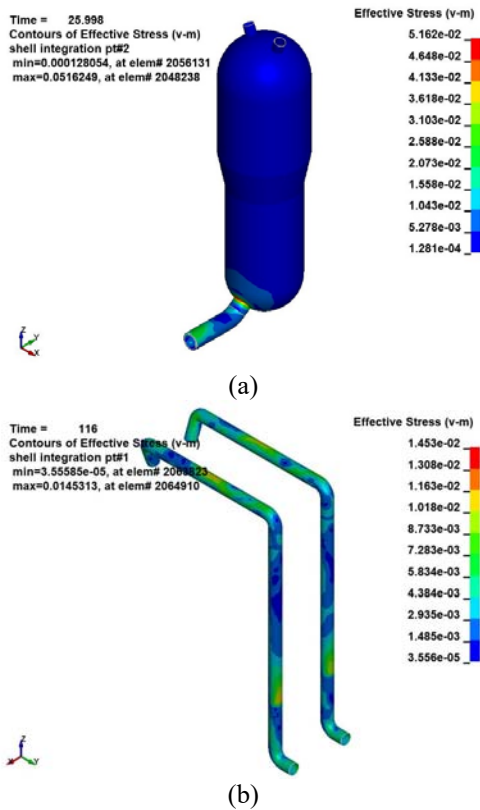 Time = 25.998
Contours of Effective Stress (v-m)
shell integration pt#2
min=0.000128054, at elem# 2056131
max=0.0516249, at elem# 2048238
Effective Stress (v-m)
5.162e-02
4.648e-02
4.133e-02
3.618e-02
3.103e-02
2.588e-02
2.073e-02
1.558e-02
1.043e-02
5.278e-03
1.281e-04
Z
Y
X
(a)
Time = 116
Contours of Effective Stress (v-m)
shell integration pt#1
min=3.55585e-05, at elem# 2063823
max=0.0145313, at elem# 2064910
Effective Stress (v-m)
1.453e-02
1.308e-02
1.163e-02
1.018e-02
8.733e-03
7.283e-03
5.834e-03
4.384e-03
2.935e-03
1.485e-03
3.556e-05
Z
X
Y
(b)